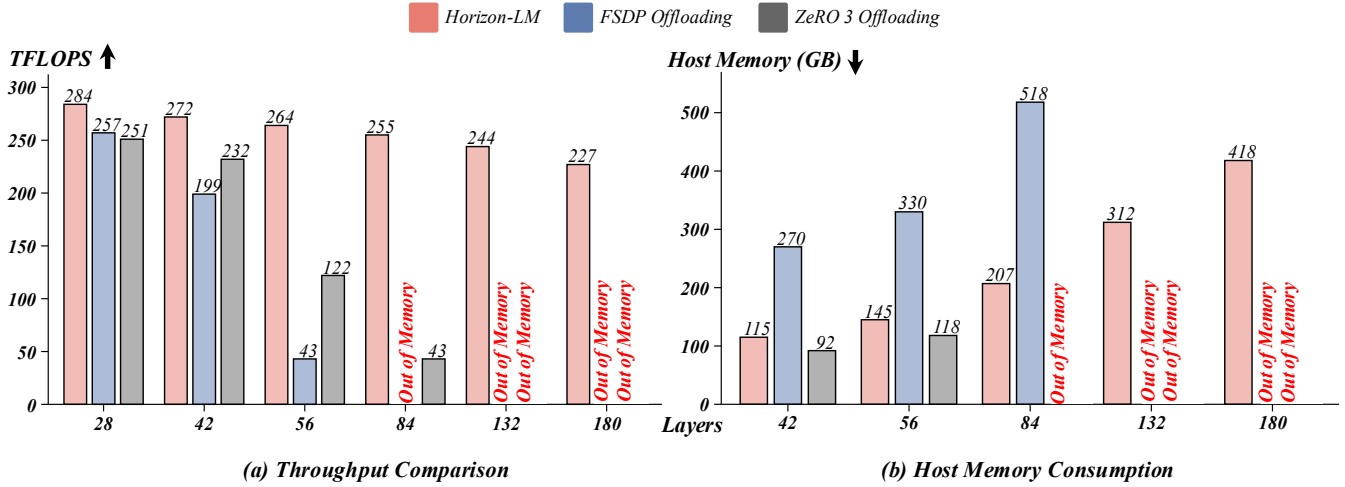 Horizon-LM FSDP Offloading ZeRO 3 Offloading
TFLOPS
300
250
200
150
100
50
0
284
257
251
272
199
232
264
43
122
255
Out of Memory
43
244
Out of Memory
Out of Memory
227
Out of Memory
Out of Memory
28 42 56 84 132 180
(a) Throughput Comparison
Host Memory (GB)
500
400
300
200
100
0
115
270
92
145
330
118
207
518
Out of Memory
312
Out of Memory
Out of Memory
418
Out of Memory
Out of Memory
Layers 42 56 84 132 180
(b) Host Memory Consumption